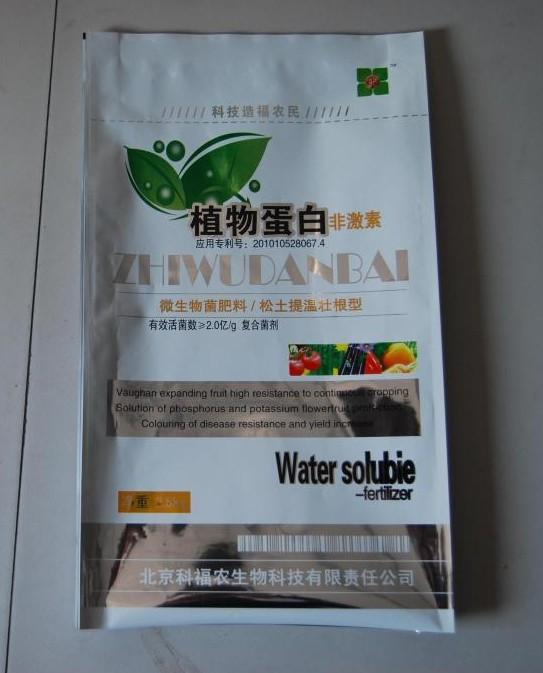 ////// 科技造福农民 //////
植物蛋白 非激素
应用专利号：201010528067.4
ZHIWUDANBAI
微生物菌肥料 / 松土提温壮根型
有效活菌数≥2.0亿/g 复合菌剂
Vaughan expanding fruit high resistance to continuous cropping
Solution of phosphorus and potassium flowerfruit
Colouring of disease resistance and yield increase
Water solubie
-fertilizer
重
北京科福农生物科技有限责任公司